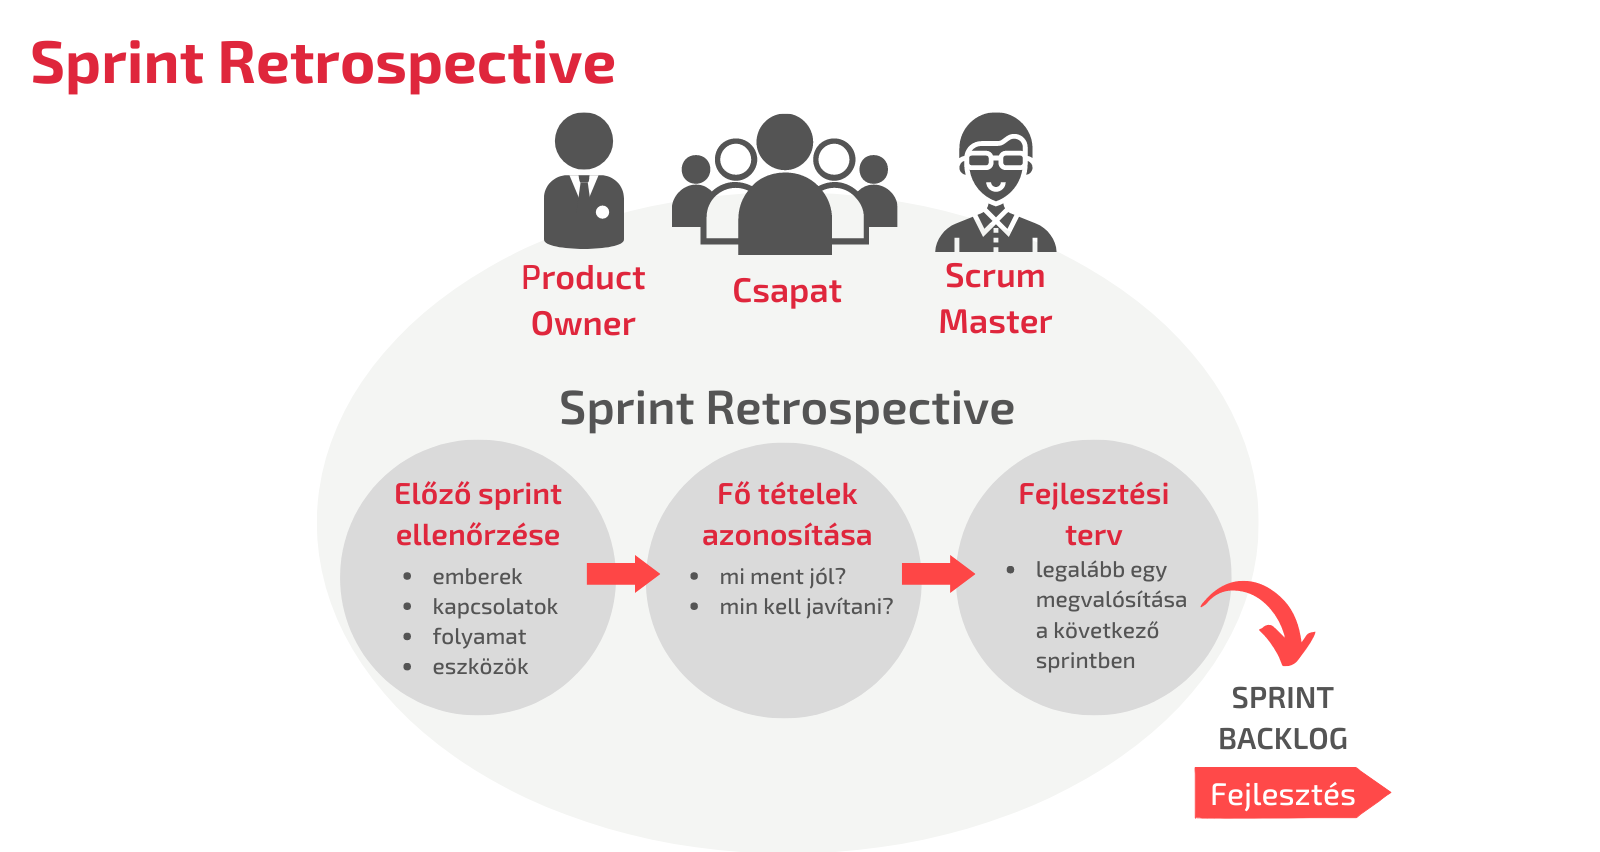 Sprint Retrospective
Product
Owner
Csapat
Scrum
Master
Sprint Retrospective
Előző sprint
ellenőrzése
• emberek
• kapcsolatok
• folyamat
• eszközök
Fő tételek
azonosítása
• mi ment jól?
• min kell javítani?
Fejlesztési
terv
• legalább egy
megvalósítása
a következő
sprintben
SPRINT
BACKLOG
Fejlesztés